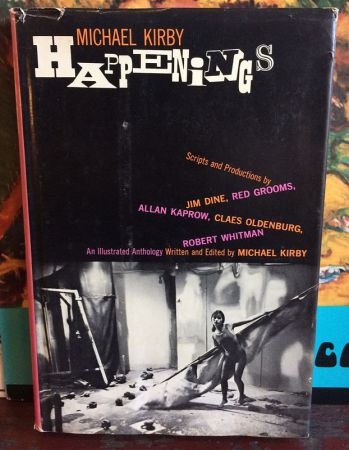 MICHAEL KIRBY
HAPPENiNGS
Scripts and Productions by
JIM DINE, RED GROOMS,
ALLAN KAPROW, CLAES OLDENBURG,
ROBERT WHITMAN
An Illustrated Anthology Written and Edited by MICHAEL KIRBY